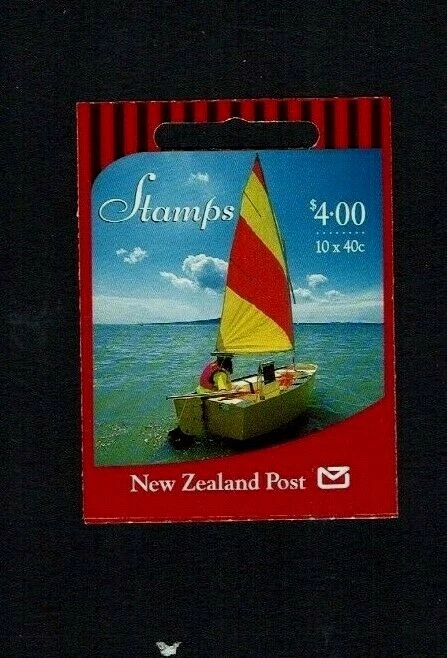 Stamps
$4·00
10 x 40c
New Zealand Post